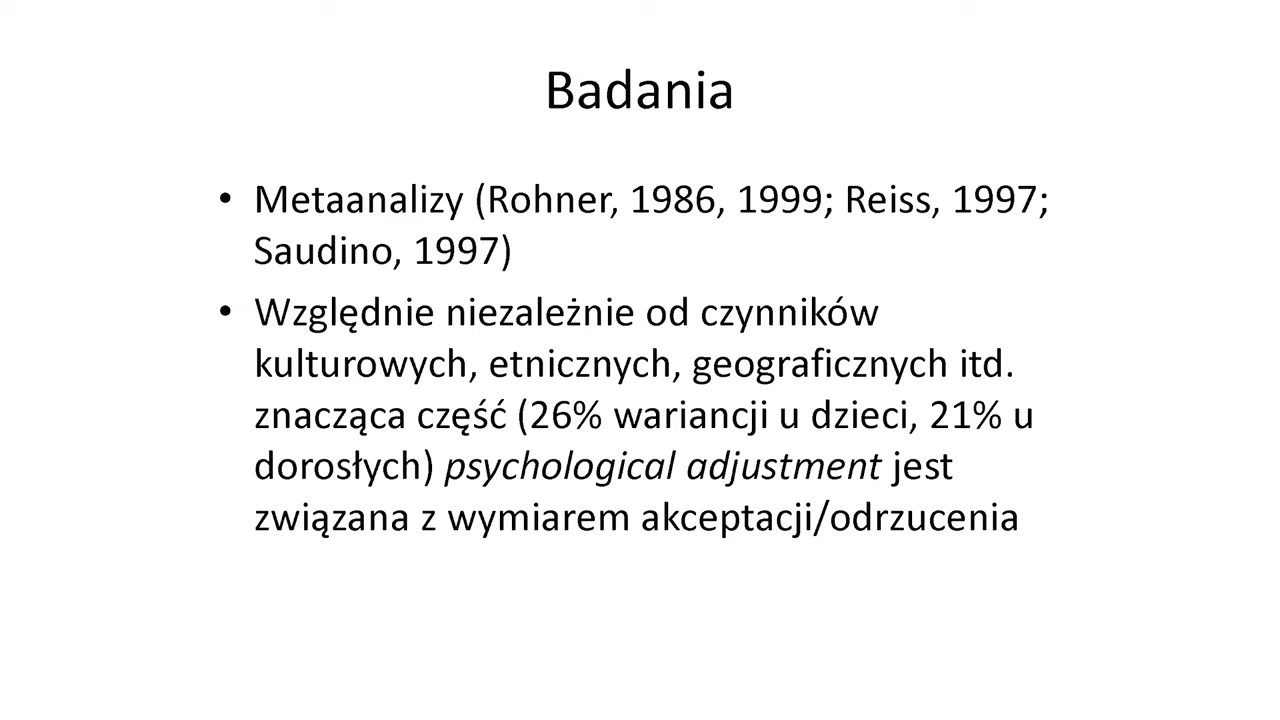 Badania
• Metaanalizy (Rohner, 1986, 1999; Reiss, 1997;
Saudino, 1997)
• Względnie niezależnie od czynników
kulturowych, etnicznych, geograficznych itd.
znacząca część (26% wariancji u dzieci, 21% u
dorosłych) psychological adjustment jest
związana z wymiarem akceptacji/odrzucenia